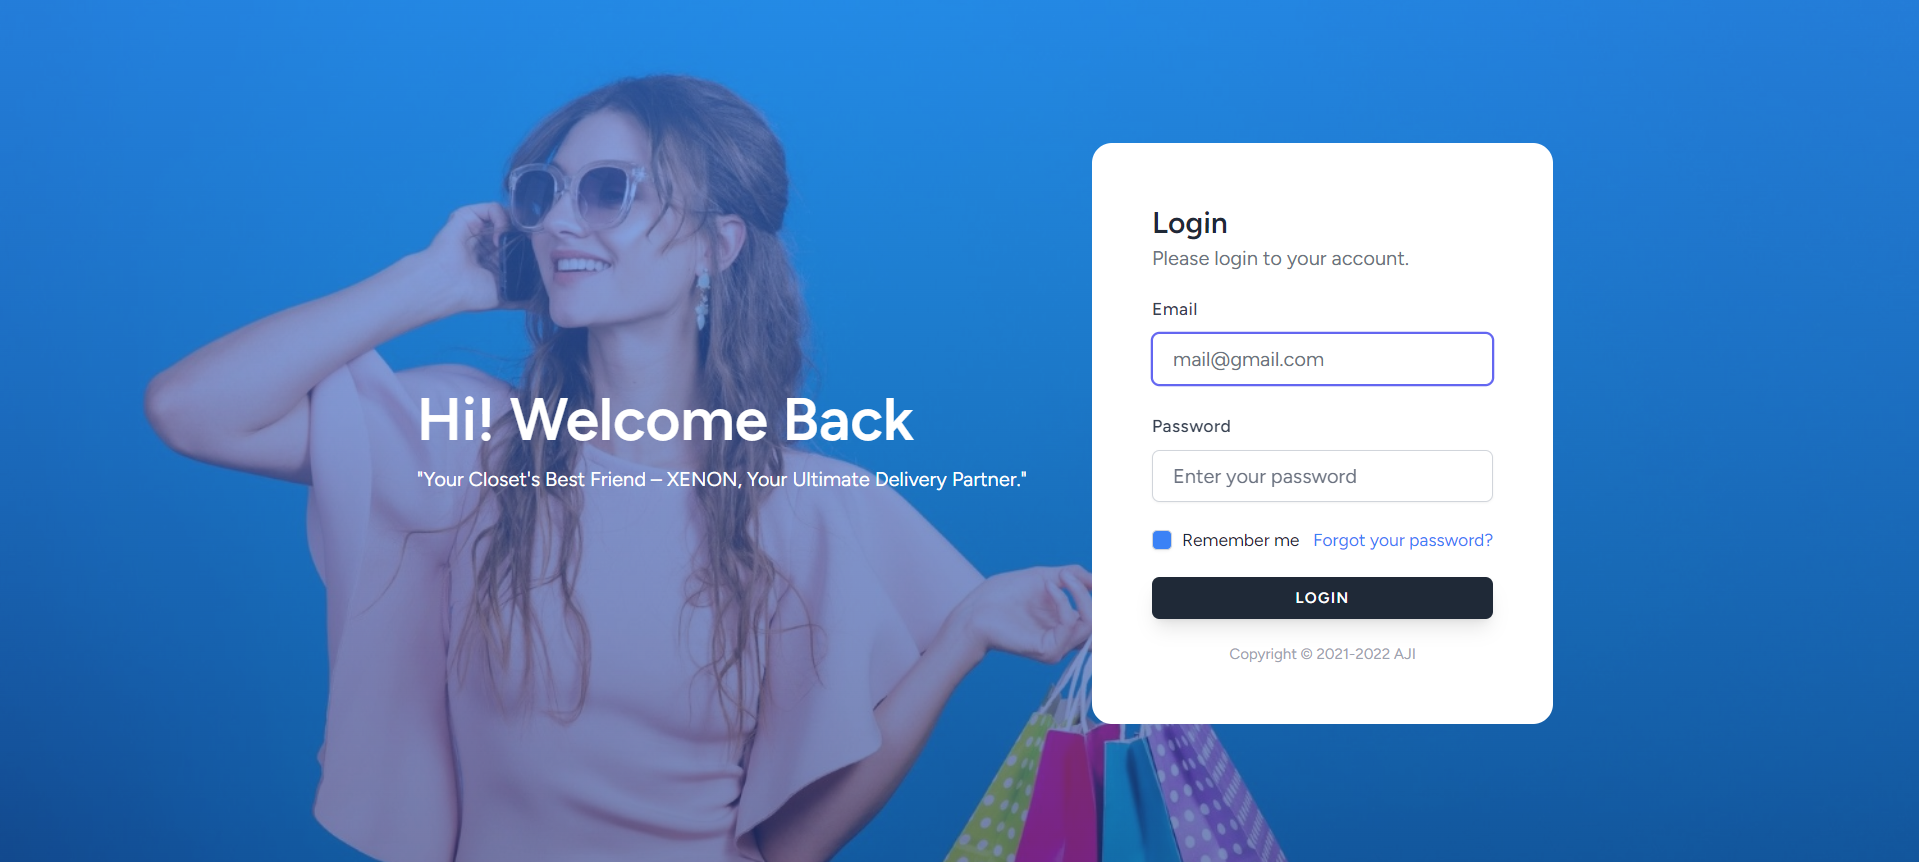 Hi! Welcome Back
"Your Closet's Best Friend – XENON, Your Ultimate Delivery Partner."
Login
Please login to your account.
Email
mail@gmail.com
Password
Enter your password
Remember me Forgot your password?
LOGIN
Copyright © 2021-2022 AJI